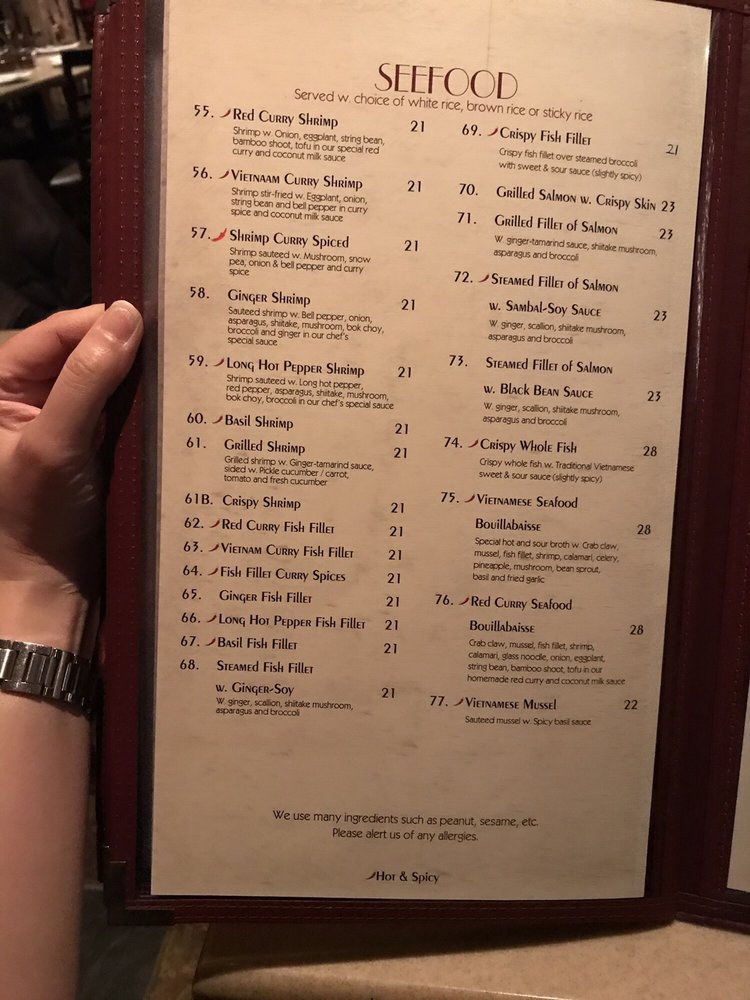 SEEFOOD
Served w. choice of white rice, brown rice or sticky rice
55. Red Curry Shrimp 21
Shrimp w. Onion, eggplant, string bean,
bamboo shoot, tofu in our special red
curry and coconut milk sauce
56. Vietnaam Curry Shrimp 21
Shrimp stir-fried w. Eggplant, onion,
string bean and bell pepper in curry
spice and coconut milk sauce
57. Shrimp Curry Spiced 21
Shrimp sauteed w. Mushroom, snow
pea, onion & bell pepper and curry
spice
58. Ginger Shrimp 21
Sauteed shrimp w. Bell pepper, onion,
asparagus, shiitake, mushroom, bok choy,
broccoli and ginger in our chef's
special sauce
59. Long Hot Pepper Shrimp 21
Shrimp sauteed w. Long hot pepper,
red pepper, asparagus, shiitake, mushroom,
bok choy, broccoli in our chef's special sauce
60. Basil Shrimp 21
61. Grilled Shrimp 21
Grilled shrimp w. Ginger-tamarind sauce,
sided w. Pickle cucumber / carrot,
tomato and fresh cucumber
61B. Crispy Shrimp 21
62. Red Curry Fish Fillet 21
63. Vietnam Curry Fish Fillet 21
64. Fish Fillet Curry Spices 21
65. Ginger Fish Fillet 21
66. Long Hot Pepper Fish Fillet 21
67. Basil Fish Fillet 21
68. Steamed Fish Fillet
w. Ginger-Soy 21
W. ginger, scallion, shiitake mushroom,
asparagus and broccoli
69. Crispy Fish Fillet 21
Crispy fish fillet over steamed broccoli
with sweet & sour sauce (slightly spicy)
70. Grilled Salmon w. Crispy Skin 23
71. Grilled Fillet of Salmon 23
W. ginger-tamarind sauce, shiitake mushroom,
asparagus and broccoli
72. Steamed Fillet of Salmon
w. Sambal-Soy Sauce 23
W. ginger, scallion, shiitake mushroom,
asparagus and broccoli
73. Steamed Fillet of Salmon
w. Black Bean Sauce 23
W. ginger, scallion, shiitake mushroom,
asparagus and broccoli
74. Crispy Whole Fish 28
Crispy whole fish w. Traditional Vietnamese
sweet & sour sauce (slightly spicy)
75. Vietnamese Seafood
Bouillabaisse 28
Special hot and sour broth w. Crab claw,
mussel, fish fillet, shrimp, calamari, celery,
pineapple, mushroom, bean sprout,
basil and fried garlic
76. Red Curry Seafood
Bouillabaisse 28
Crab claw, mussel, fish fillet, shrimp,
calamari, glass noodle, onion, eggplant,
string bean, bamboo shoot, tofu in our
homemade red curry and coconut milk sauce
77. Vietnamese Mussel 22
Sauteed mussel w. Spicy basil sauce
We use many ingredients such as peanut, sesame, etc.
Please alert us of any allergies.
Hot & Spicy